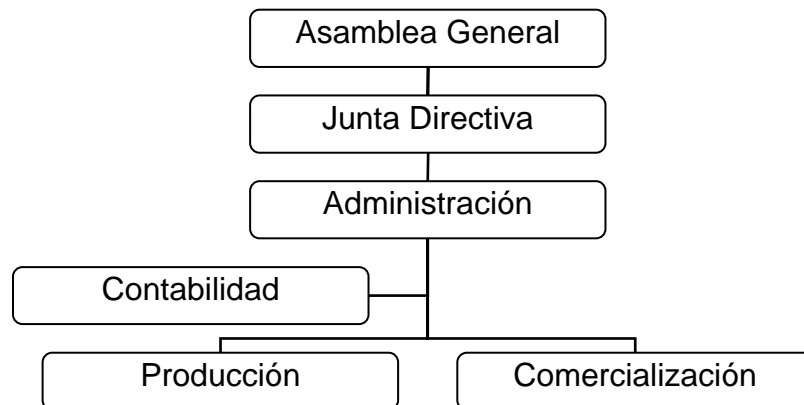 Asamblea General
Junta Directiva
Administración
Contabilidad
Producción
Comercialización